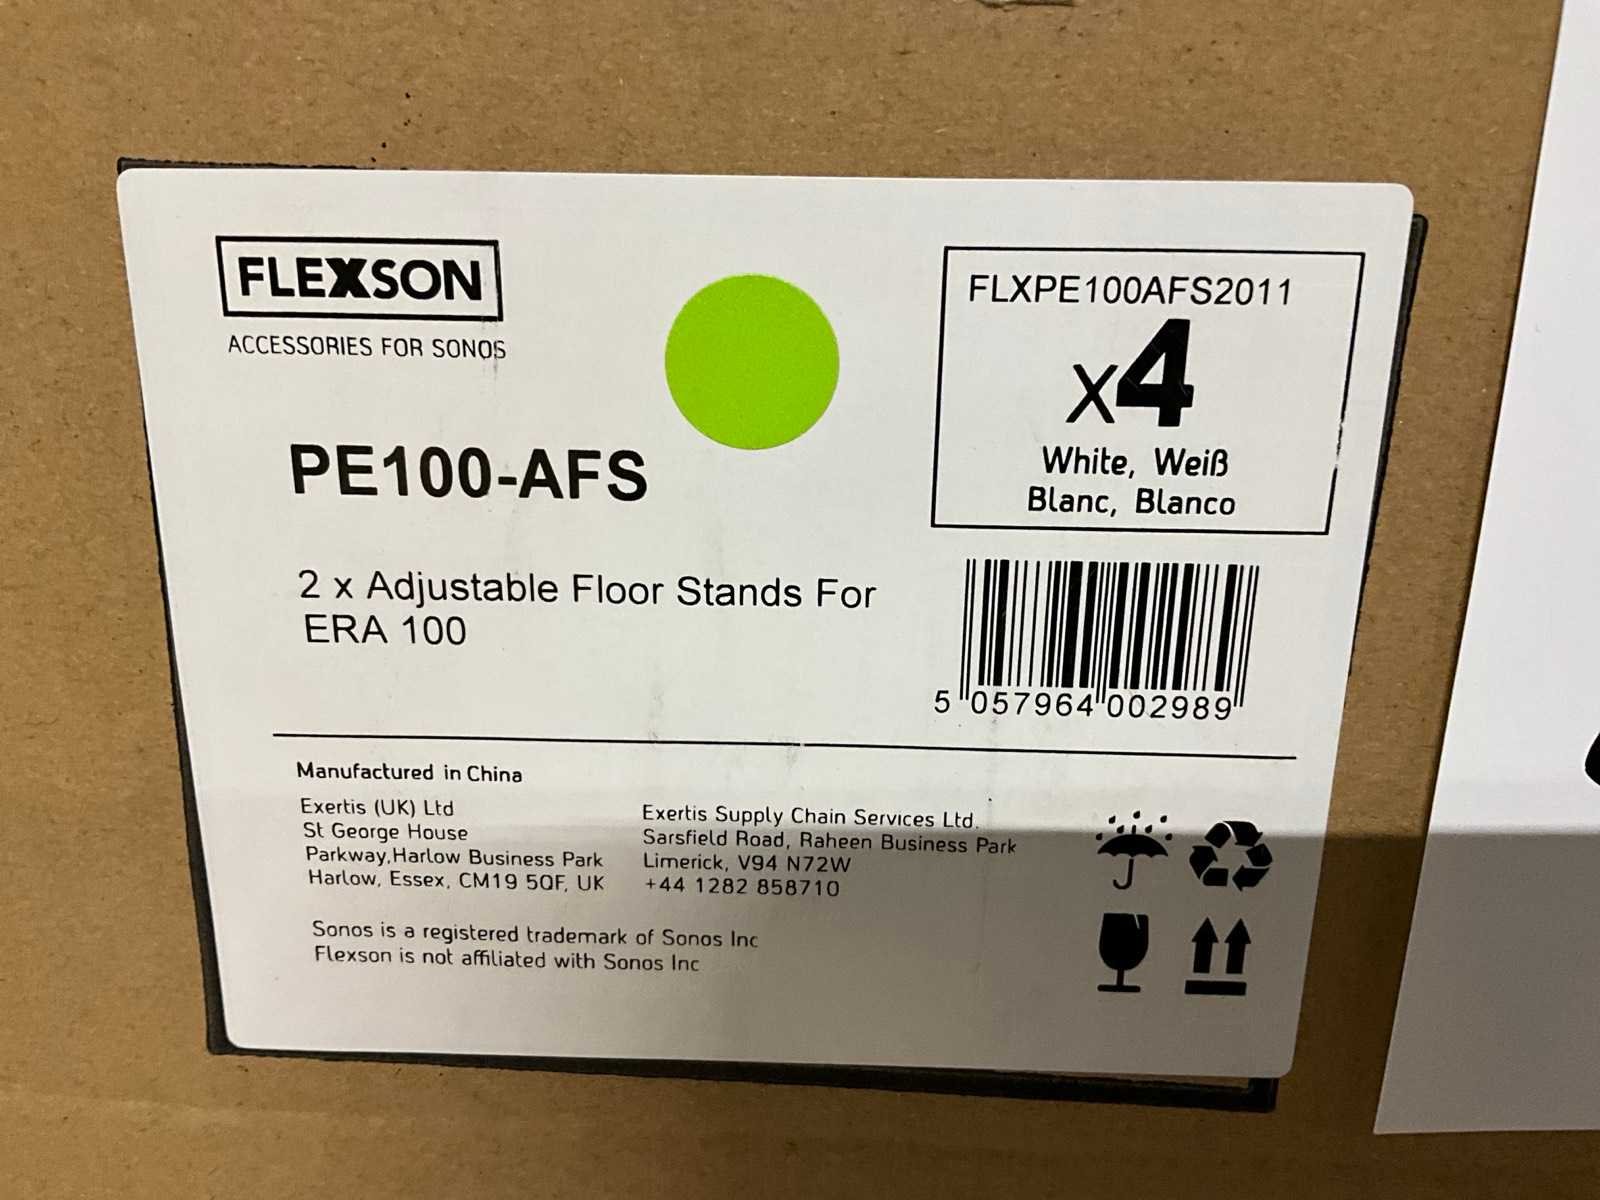 FLEXSON
ACCESSORIES FOR SONOS
PE100-AFS
2 x Adjustable Floor Stands For
ERA 100
FLXPE100AFS2011
x4
White, Weiß
Blanc, Blanco
5 057964 002989
Manufactured in China
Exertis (UK) Ltd
St George House
Parkway,Harlow Business Park
Harlow, Essex, CM19 5QF, UK
Exertis Supply Chain Services Ltd.
Sarsfield Road, Raheen Business Park
Limerick, V94 N72W
+44 1282 858710
Sonos is a registered trademark of Sonos Inc
Flexson is not affiliated with Sonos Inc